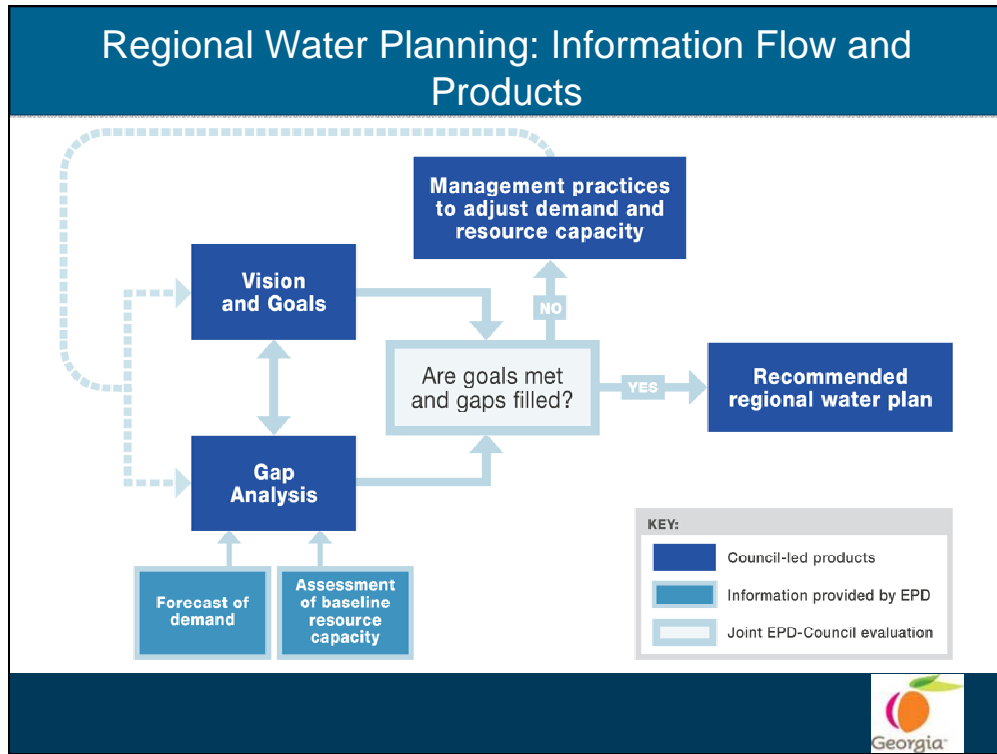 Regional Water Planning: Information Flow and
Products
Management practices
to adjust demand and
resource capacity
Vision
and Goals
NO
Are goals met
and gaps filled?
YES
Recommended
regional water plan
Gap
Analysis
Forecast of
demand
Assessment
of baseline
resource
capacity
KEY:
Council-led products
Information provided by EPD
Joint EPD-Council evaluation
Georgia™